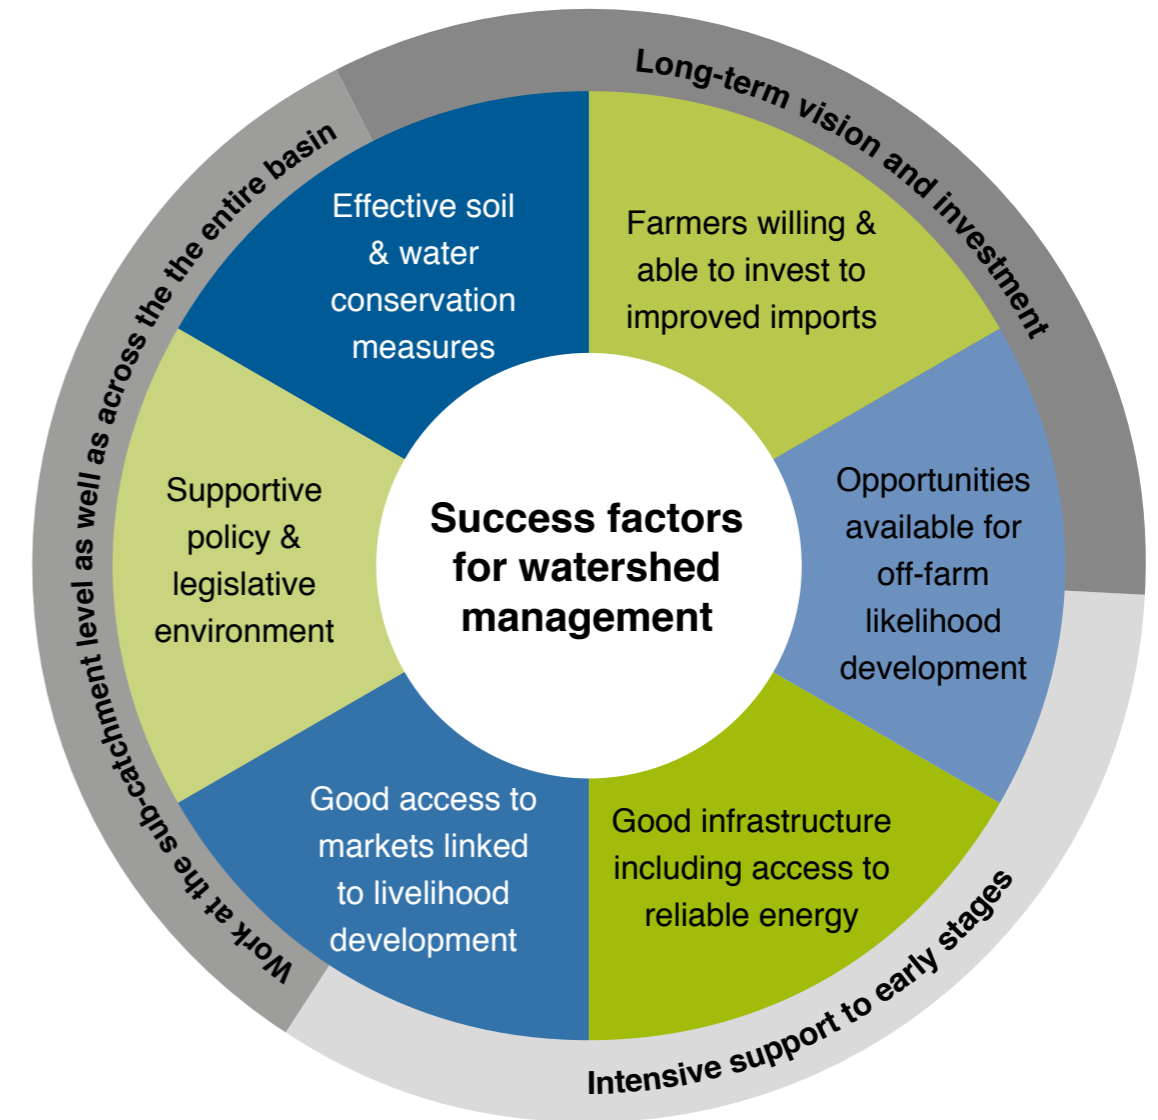 Success factors
for watershed
management
Long-term vision and investment
Intensive support to early stages
Work at the sub-catchment level as well as across the the entire basin
Effective soil
& water
conservation
measures
Farmers willing &
able to invest to
improved imports
Opportunities
available for
off-farm
likelihood
development
Good infrastructure
including access to
reliable energy
Good access to
markets linked
to livelihood
development
Supportive
policy &
legislative
environment